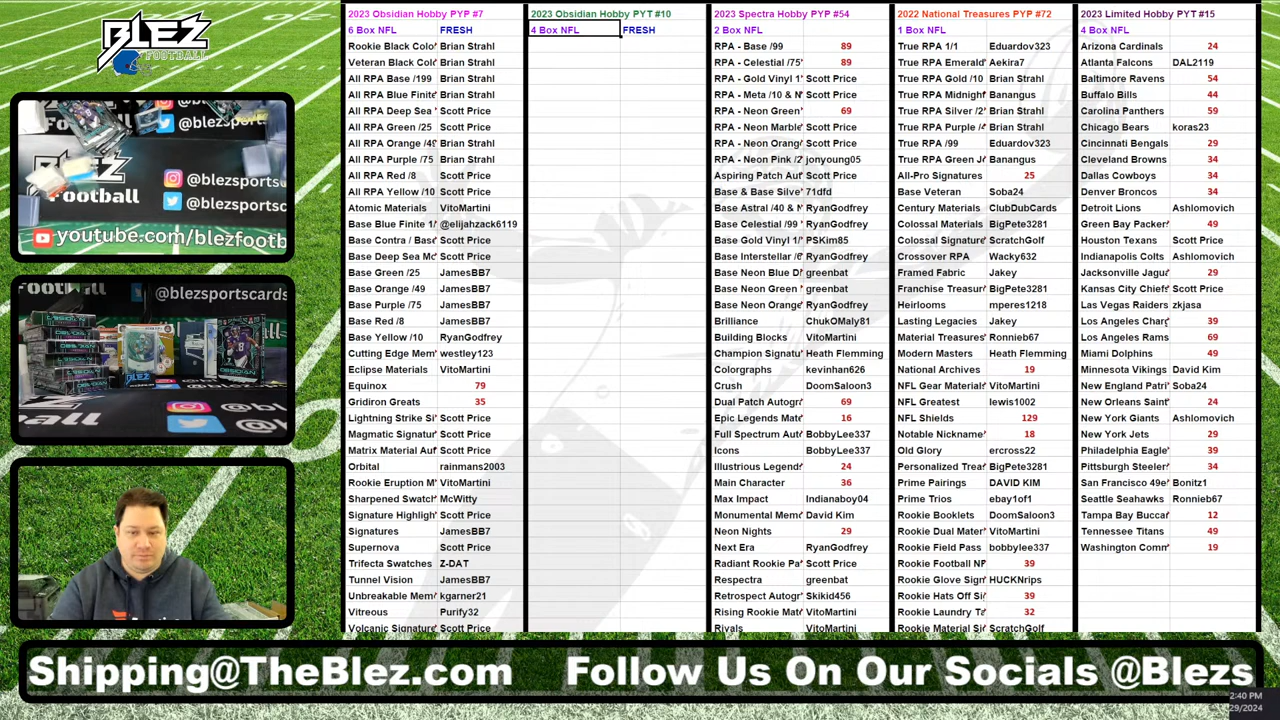 BLEZ
FOOTBALL
Football
@blezsports
BLEZ
Football
@blezsportsc
@blezsports
youtube.com/blezfootb
Football
@blezsportscards
OBSIDIAN
2023 Obsidian Hobby PYP #7
6 Box NFL FRESH
Rookie Black Colo Brian Strahl
Veteran Black Col Brian Strahl
All RPA Base /199 Brian Strahl
All RPA Blue Finite Brian Strahl
All RPA Deep Sea Scott Price
All RPA Green /25 Scott Price
All RPA Orange /49 Brian Strahl
All RPA Purple /75 Brian Strahl
All RPA Red /8 Scott Price
All RPA Yellow /10 Scott Price
Atomic Materials VitoMartini
Base Blue Finite 1/ @elijahzack6119
Base Contra / Base Scott Price
Base Deep Sea Mo Scott Price
Base Green /25 JamesBB7
Base Orange /49 JamesBB7
Base Purple /75 JamesBB7
Base Red /8 JamesBB7
Base Yellow /10 RyanGodfrey
Cutting Edge Mem westley123
Eclipse Materials VitoMartini
Equinox 79
Gridiron Greats 35
Lightning Strike Si Scott Price
Magmatic Signatur Scott Price
Matrix Material Aut Scott Price
Orbital rainmans2003
Rookie Eruption M VitoMartini
Sharpened Swatch McWitty
Signature Highligh Scott Price
Signatures JamesBB7
Supernova Scott Price
Trifecta Swatches Z-DAT
Tunnel Vision JamesBB7
Unbreakable Mem kgarner21
Vitreous Purify32
Volcanic Signature Scott Price
2023 Obsidian Hobby PYT #10
4 Box NFL FRESH
2023 Spectra Hobby PYP #54
2 Box NFL
RPA - Base /99 89
RPA - Celestial /75 89
RPA - Gold Vinyl 1 Scott Price
RPA - Meta /10 & N Scott Price
RPA - Neon Green 69
RPA - Neon Marble Scott Price
RPA - Neon Orang Scott Price
RPA - Neon Pink /2 jonyoung05
Aspiring Patch Aut Scott Price
Base & Base Silve 71dfd
Base Astral /40 & N RyanGodfrey
Base Celestial /99 RyanGodfrey
Base Gold Vinyl 1/ PSKim85
Base Interstellar /6 RyanGodfrey
Base Neon Blue D greenbat
Base Neon Green greenbat
Base Neon Orange RyanGodfrey
Brilliance ChukOMaly81
Building Blocks VitoMartini
Champion Signatu Heath Flemming
Colorgraphs kevinhan626
Crush DoomSaloon3
Dual Patch Autogr 69
Epic Legends Mate 16
Full Spectrum Aut BobbyLee337
Icons BobbyLee337
Illustrious Legend 24
Main Character 36
Max Impact Indianaboy04
Monumental Mem David Kim
Neon Nights 29
Next Era RyanGodfrey
Radiant Rookie Pa Scott Price
Respectra greenbat
Retrospect Autogr Skikid456
Rising Rookie Mat VitoMartini
Rivals VitoMartini
2022 National Treasures PYP #72
True RPA 1/1 Eduardov323
True RPA Emerald Aekira7
True RPA Gold /10 Brian Strahl
True RPA Midnigh Banangus
True RPA Silver /2 Brian Strahl
True RPA Purple /4 Brian Strahl
True RPA /99 Eduardov323
True RPA Green J Banangus
All-Pro Signatures 25
Base Veteran Soba24
Century Materials ClubDubCards
Colossal Materials BigPete3281
Colossal Signature ScratchGolf
Crossover RPA Wacky632
Framed Fabric Jakey
Franchise Treasur BigPete3281
Heirlooms mperes1218
Lasting Legacies Jakey
Material Treasures Ronnieb67
Modern Masters Heath Flemming
National Archives 19
NFL Gear Materials VitoMartini
NFL Greatest lewis1002
NFL Shields 129
Notable Nickname 18
Old Glory ercross22
Personalized Trea BigPete3281
Prime Pairings DAVID KIM
Prime Trios ebay1of1
Rookie Booklets DoomSaloon3
Rookie Dual Mater VitoMartini
Rookie Field Pass bobbylee337
Rookie Football NF 39
Rookie Glove Sign HUCKNrips
Rookie Hats Off Si 39
Rookie Laundry T 32
Rookie Material Si ScratchGolf
2023 Limited Hobby PYT #15
4 Box NFL
Arizona Cardinals 24
Atlanta Falcons DAL2119
Baltimore Ravens 54
Buffalo Bills 44
Carolina Panthers 59
Chicago Bears koras23
Cincinnati Bengals 29
Cleveland Browns 34
Dallas Cowboys 34
Denver Broncos 34
Detroit Lions Ashlomovich
Green Bay Packer 49
Houston Texans Scott Price
Indianapolis Colts Ashlomovich
Jacksonville Jagu 29
Kansas City Chiefs Scott Price
Las Vegas Raiders zkjasa
Los Angeles Charg 39
Los Angeles Rams 69
Miami Dolphins 49
Minnesota Vikings David Kim
New England Patri Soba24
New Orleans Saint 24
New York Giants Ashlomovich
New York Jets 29
Philadelphia Eagle 39
Pittsburgh Steeler 34
San Francisco 49e Bonitz1
Seattle Seahawks Ronnieb67
Tampa Bay Buccan 12
Tennessee Titans 49
Washington Comm 19
Shipping@TheBlez.com Follow Us On Our Socials @Blezs
2:40 PM
/29/2024